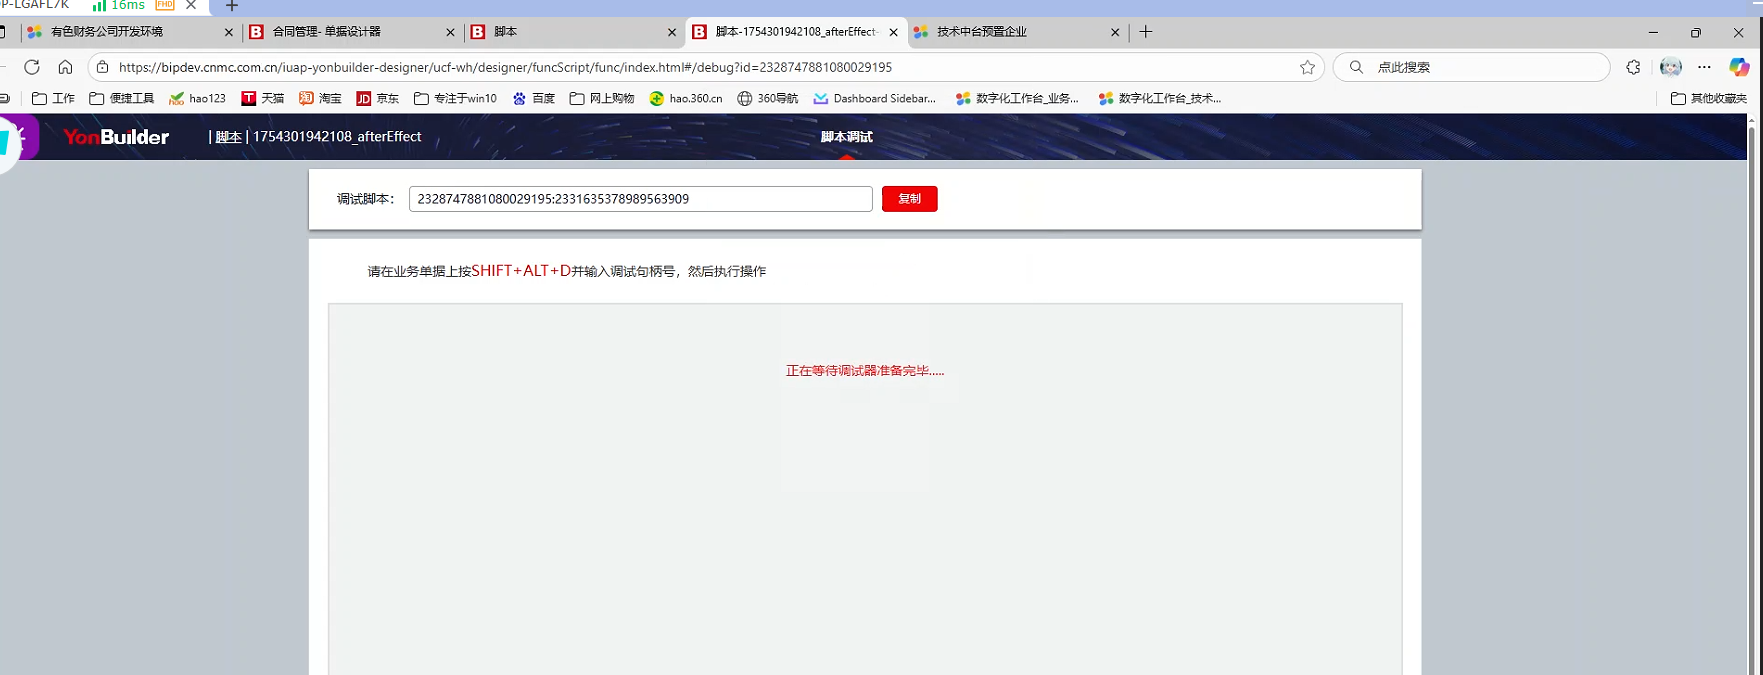 P-LGAFL7K 16ms FHD
有色财务公司开发环境 合同管理- 单据设计器 脚本 脚本-1754301942108_afterEffect- 技术中台预置企业
https://bipdev.cnmc.com.cn/iuap-yonbuilder-designer/ucf-wh/designer/funcScript/func/index.html#/debug?id=2328747881080029195 点此搜索
工作 便捷工具 hao123 天猫 淘宝 京东 专注于win10 百度 网上购物 hao.360.cn 360导航 Dashboard Sidebar... 数字化工作台_业务... 数字化工作台_技术... 其他收藏夹
YonBuilder | 脚本 | 1754301942108_afterEffect 脚本调试
调试脚本: 2328747881080029195:2331635378989563909 复制
请在业务单据上按SHIFT+ALT+D并输入调试句柄号，然后执行操作
正在等待调试器准备完毕.....